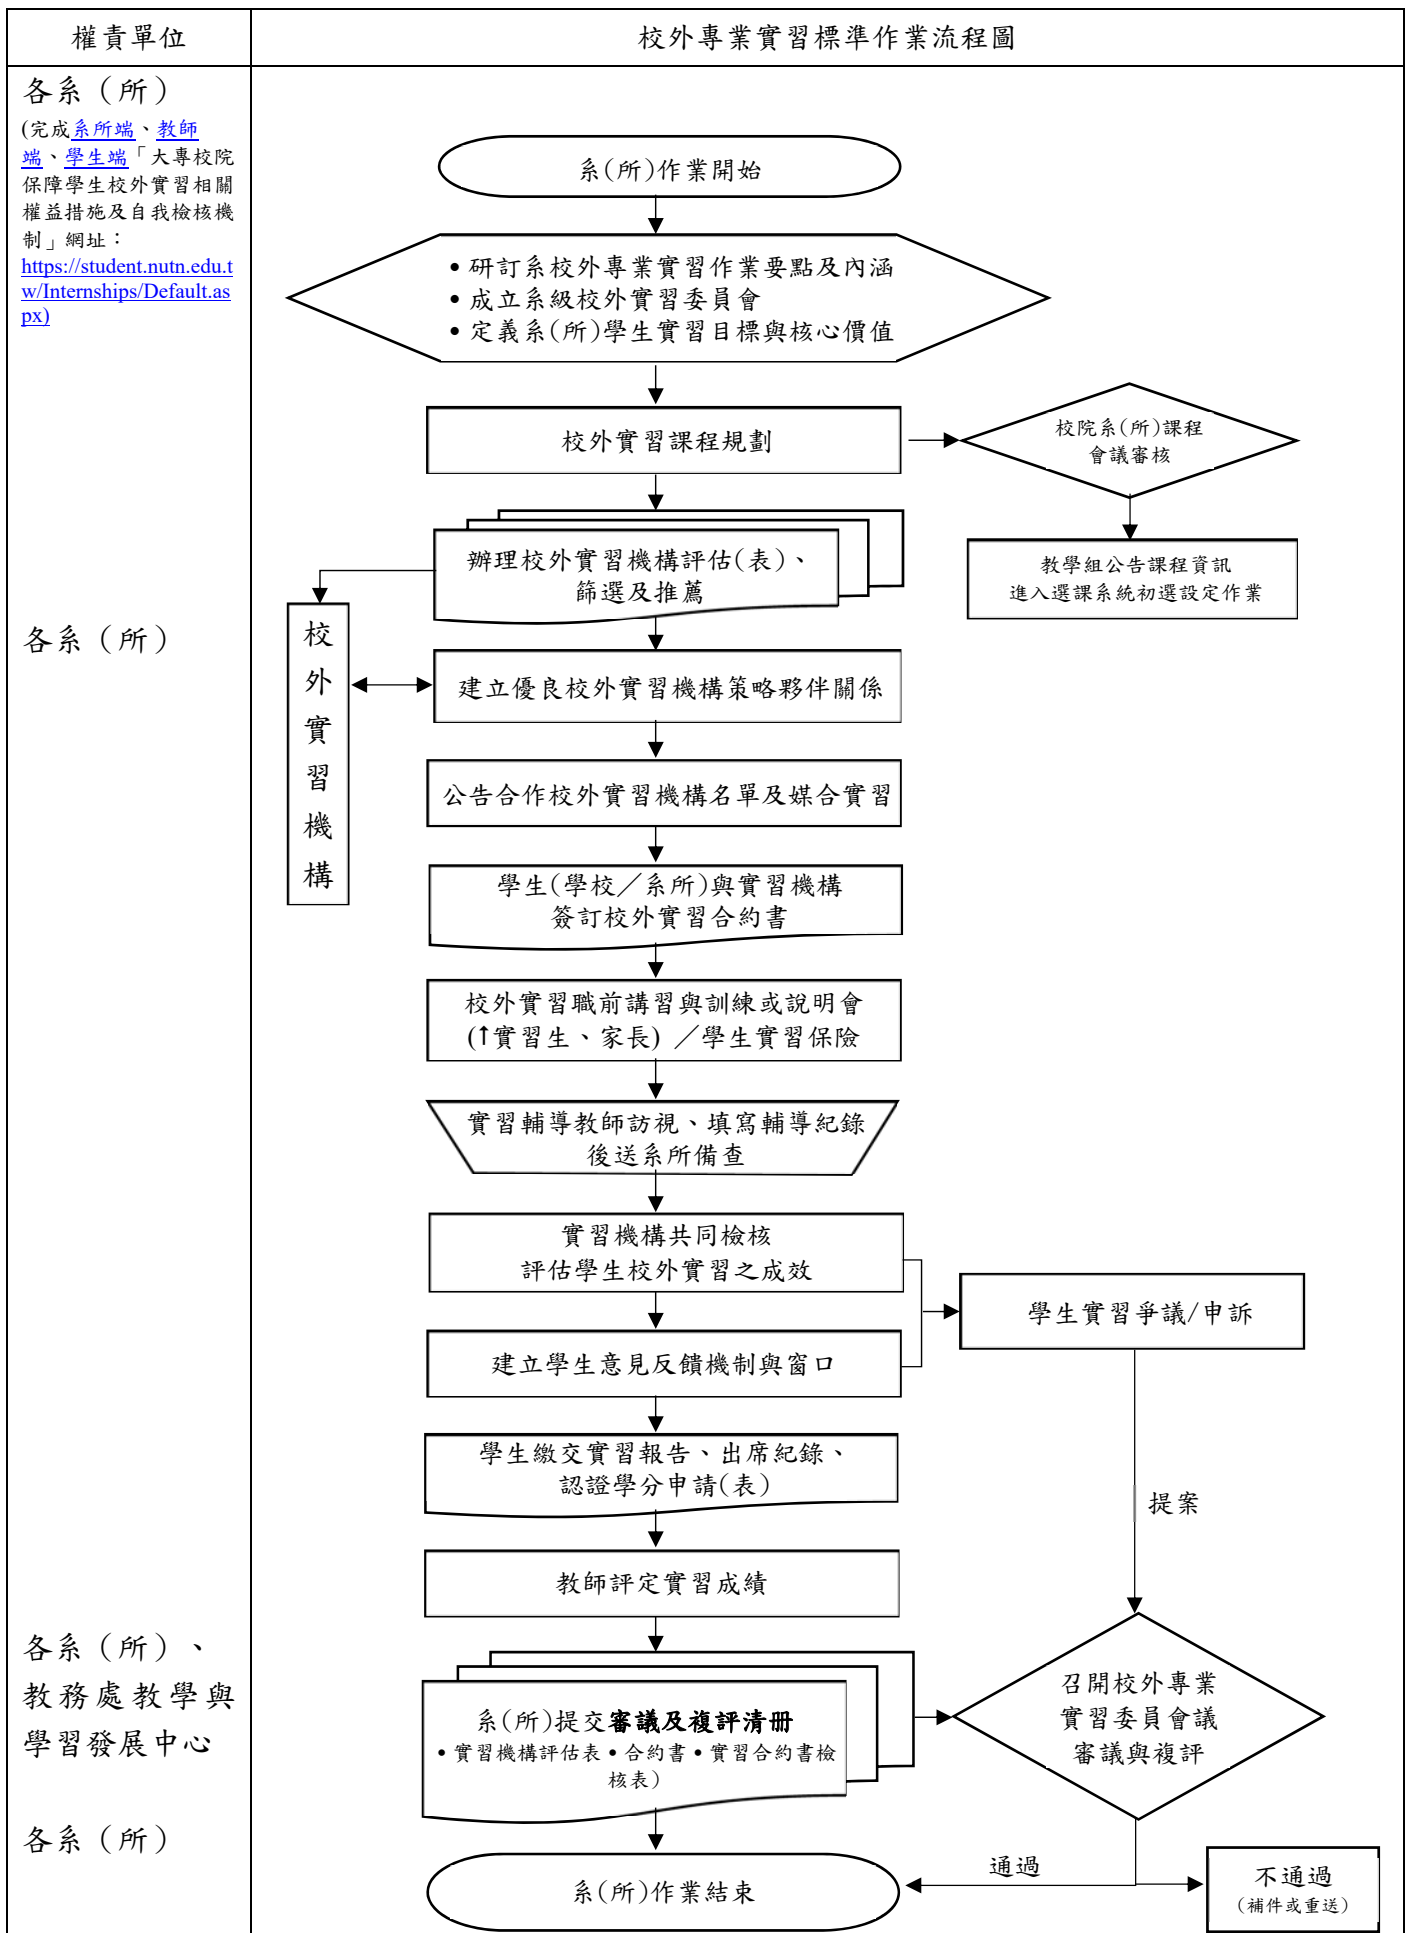 權責單位
校外專業實習標準作業流程圖
各系（所）
(完成系所端、教師
端、學生端「大專校院
保障學生校外實習相關
權益措施及自我檢核機
制」網址：
https://student.nutn.edu.t
w/Internships/Default.as
px)
系(所)作業開始
•研訂系校外專業實習作業要點及內涵
•成立系級校外實習委員會
•定義系(所)學生實習目標與核心價值
校外實習課程規劃
校院系(所)課程
會議審核
辦理校外實習機構評估(表)、
篩選及推薦
教學組公告課程資訊
進入選課系統初選設定作業
各系（所）
校
外
實
習
機
構
建立優良校外實習機構策略夥伴關係
公告合作校外實習機構名單及媒合實習
學生(學校／系所)與實習機構
簽訂校外實習合約書
校外實習職前講習與訓練或說明會
(↑實習生、家長) ／學生實習保險
實習輔導教師訪視、填寫輔導紀錄
後送系所備查
實習機構共同檢核
評估學生校外實習之成效
學生實習爭議/申訴
建立學生意見反饋機制與窗口
學生繳交實習報告、出席紀錄、
認證學分申請(表)
提案
教師評定實習成績
各系（所）、
教務處教學與
學習發展中心
系(所)提交審議及複評清冊
•實習機構評估表•合約書•實習合約書檢
核表)
召開校外專業
實習委員會議
審議與複評
各系（所）
通過
系(所)作業結束
不通過
(補件或重送)